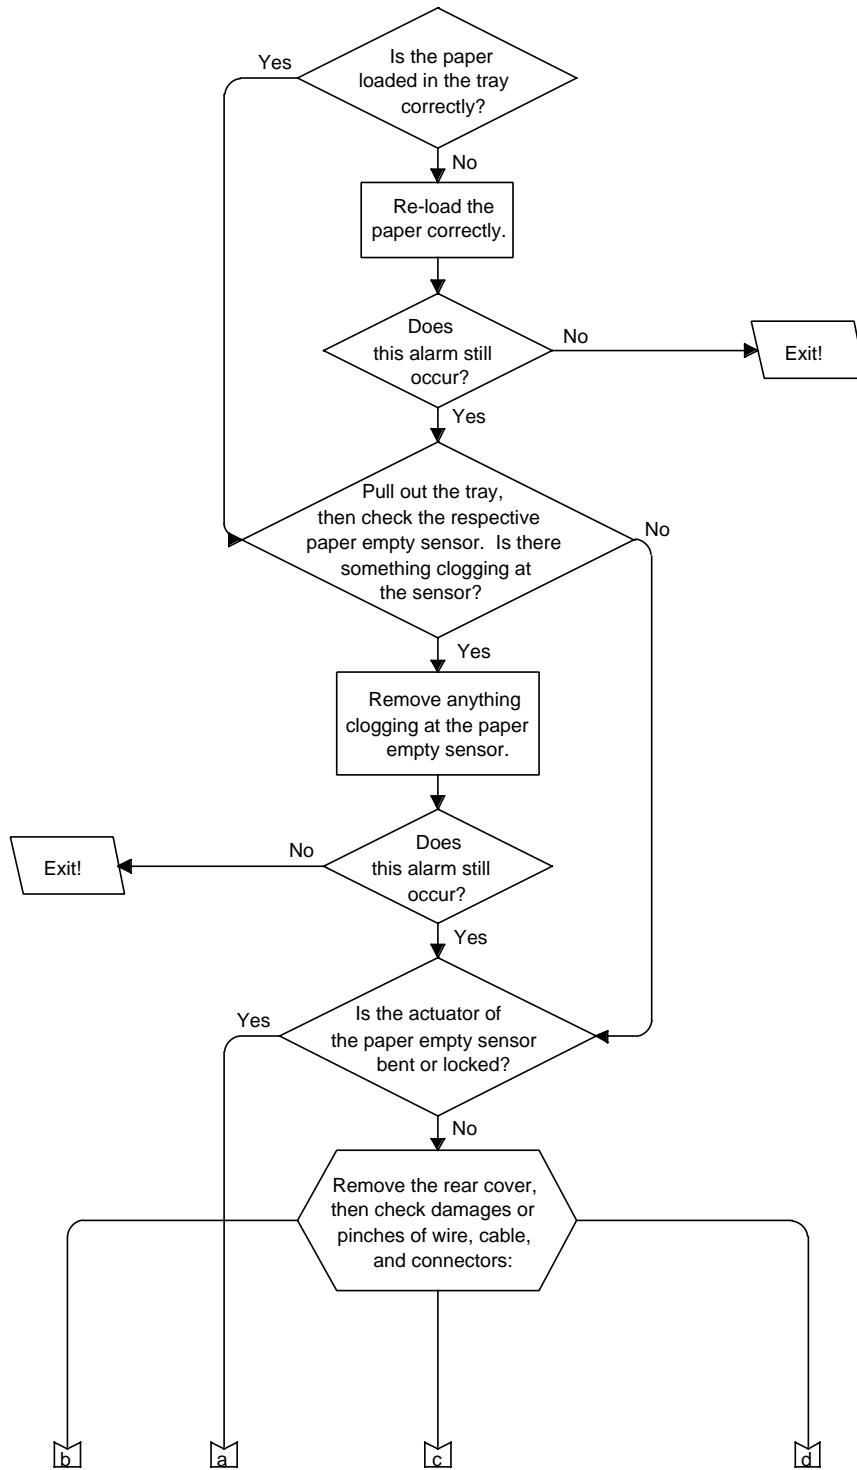 Is the paper
loaded in the tray
correctly?
Yes
No
Re-load the
paper correctly.
Does
this alarm still
occur?
No
Exit!
Yes
Pull out the tray,
then check the respective
paper empty sensor. Is there
something clogging at
the sensor?
No
Yes
Remove anything
clogging at the paper
empty sensor.
Does
this alarm still
occur?
No
Exit!
Yes
Is the actuator of
the paper empty sensor
bent or locked?
Yes
No
Remove the rear cover,
then check damages or
pinches of wire, cable,
and connectors:
b
a
c
d